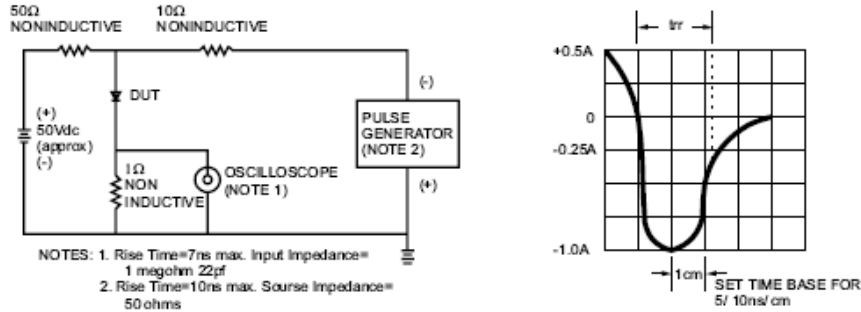 50Ω
NONINDUCTIVE
10Ω
NONINDUCTIVE
DUT
(+)
50Vdc
(approx)
(-)
1Ω
NON
INDUCTIVE
OSCILLOSCOPE
(NOTE 1)
(-)
PULSE
GENERATOR
(NOTE 2)
(+)
NOTES: 1. Rise Time=7ns max. Input Impedance=
1 megohm 22pf
2. Rise Time=10ns max. Sourse Impedance=
50 ohms
trr
+0.5A
0
-0.25A
-1.0A
1cm
SET TIME BASE FOR
5/ 10ns/ cm